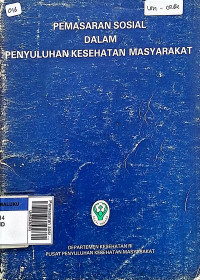 PEMASARAN SOSIAL
DALAM
PENYULUHAN KESEHATAN MASYARAKAT
DEPARTEMEN KESEHATAN RI
PUSAT PENYULUHAN KESEHATAN MASYARAKAT